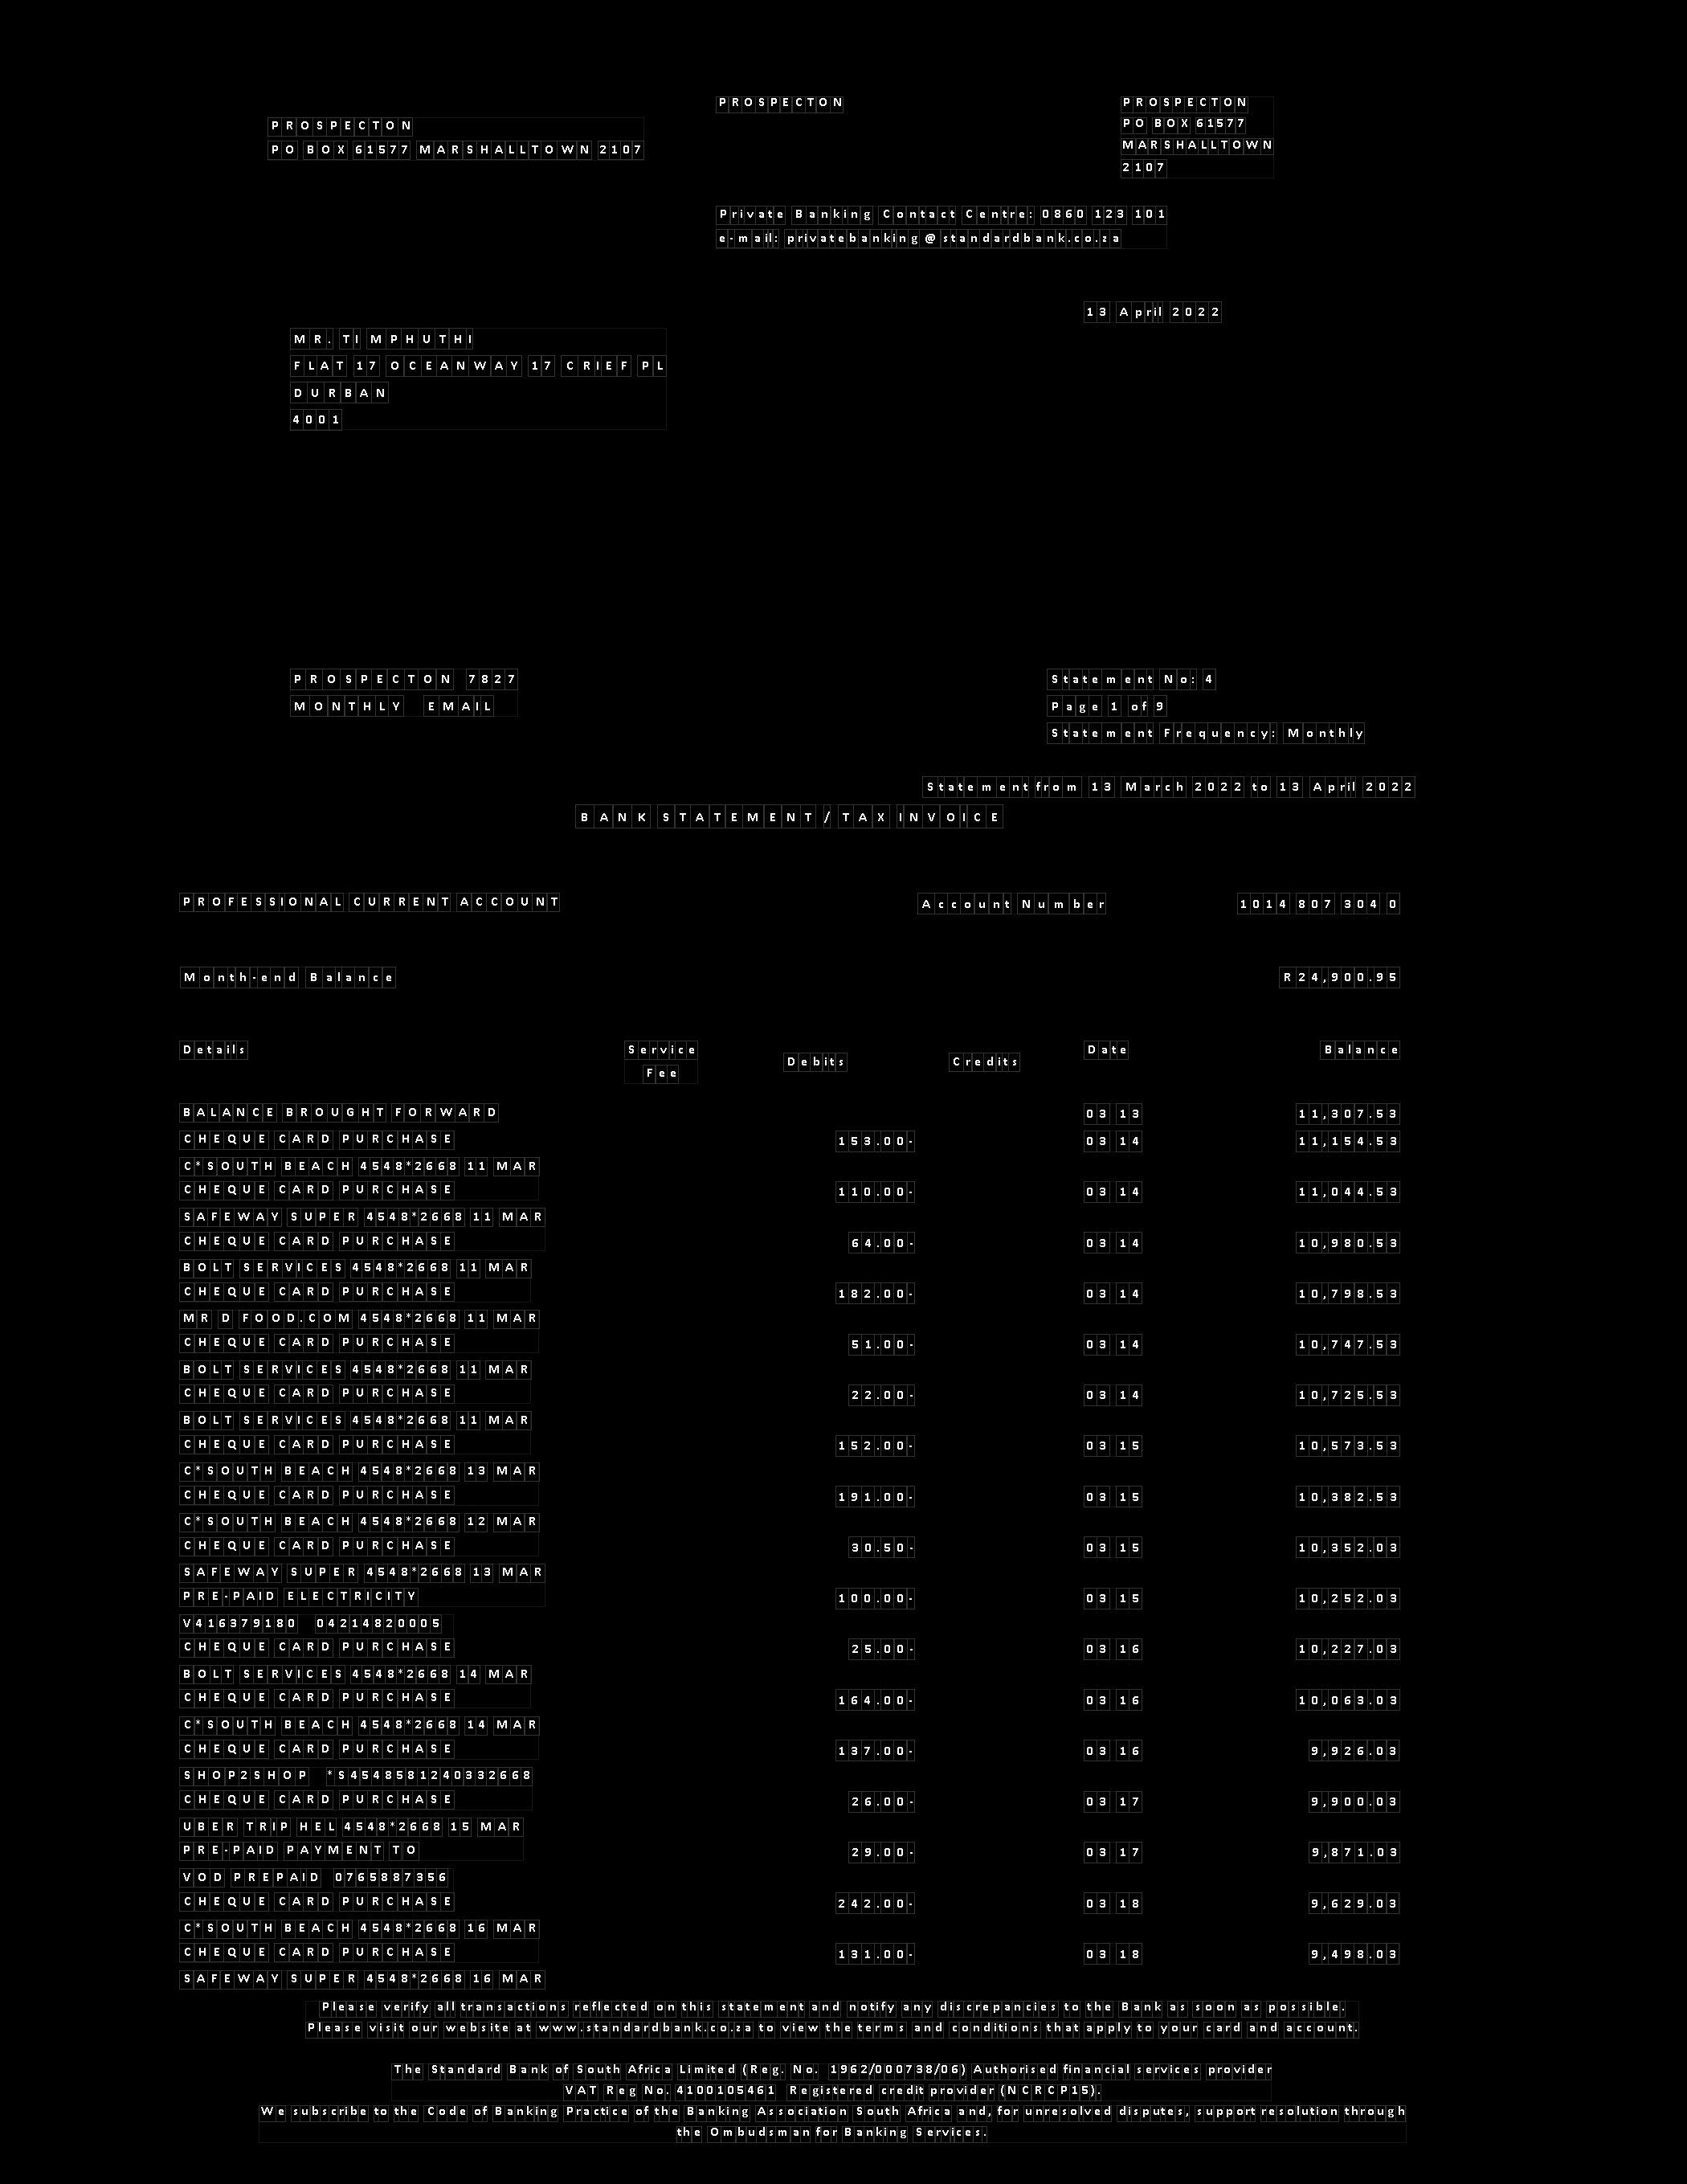 PROSPECTON
PO BOX 61577 MARSHALLTOWN 2107
PROSPECTON
PROSPECTON
PO BOX 61577
MARSHALLTOWN
2107
Private Banking Contact Centre: 0860 123 101
e-mail: privatebanking@standardbank.co.za
13 April 2022
MR. TI MPHUTHI
FLAT 17 OCEANWAY 17 CRIEF PL
DURBAN
4001
PROSPECTON 7827
MONTHLY EMAIL
Statement No: 4
Page 1 of 9
Statement Frequency: Monthly
Statement from 13 March 2022 to 13 April 2022
BANK STATEMENT / TAX INVOICE
PROFESSIONAL CURRENT ACCOUNT Account Number 1014 807 304 0
Month-end Balance R24,900.95
Details Service Fee Debits Credits Date Balance
BALANCE BROUGHT FORWARD 03 13 11,307.53
CHEQUE CARD PURCHASE 153.00- 03 14 11,154.53
C*SOUTH BEACH 4548*2668 11 MAR
CHEQUE CARD PURCHASE 110.00- 03 14 11,044.53
SAFEWAY SUPER 4548*2668 11 MAR
CHEQUE CARD PURCHASE 64.00- 03 14 10,980.53
BOLT SERVICES 4548*2668 11 MAR
CHEQUE CARD PURCHASE 182.00- 03 14 10,798.53
MR D FOOD.COM 4548*2668 11 MAR
CHEQUE CARD PURCHASE 51.00- 03 14 10,747.53
BOLT SERVICES 4548*2668 11 MAR
CHEQUE CARD PURCHASE 22.00- 03 14 10,725.53
BOLT SERVICES 4548*2668 11 MAR
CHEQUE CARD PURCHASE 152.00- 03 15 10,573.53
C*SOUTH BEACH 4548*2668 13 MAR
CHEQUE CARD PURCHASE 191.00- 03 15 10,382.53
C*SOUTH BEACH 4548*2668 12 MAR
CHEQUE CARD PURCHASE 30.50- 03 15 10,352.03
SAFEWAY SUPER 4548*2668 13 MAR
PRE-PAID ELECTRICITY 100.00- 03 15 10,252.03
V416379180 04214820005
CHEQUE CARD PURCHASE 25.00- 03 16 10,227.03
BOLT SERVICES 4548*2668 14 MAR
CHEQUE CARD PURCHASE 164.00- 03 16 10,063.03
C*SOUTH BEACH 4548*2668 14 MAR
CHEQUE CARD PURCHASE 137.00- 03 16 9,926.03
SHOP2SHOP *S4548581240332668
CHEQUE CARD PURCHASE 26.00- 03 17 9,900.03
UBER TRIP HEL 4548*2668 15 MAR
PRE-PAID PAYMENT TO 29.00- 03 17 9,871.03
VOD PREPAID 0765887356
CHEQUE CARD PURCHASE 242.00- 03 18 9,629.03
C*SOUTH BEACH 4548*2668 16 MAR
CHEQUE CARD PURCHASE 131.00- 03 18 9,498.03
SAFEWAY SUPER 4548*2668 16 MAR
Please verify all transactions reflected on this statement and notify any discrepancies to the Bank as soon as possible.
Please visit our website at www.standardbank.co.za to view the terms and conditions that apply to your card and account.
The Standard Bank of South Africa Limited (Reg. No. 1962/000738/06) Authorised financial services provider
VAT Reg No. 4100105461 Registered credit provider (NCRCP15).
We subscribe to the Code of Banking Practice of the Banking Association South Africa and, for unresolved disputes, support resolution through
the Ombudsman for Banking Services.